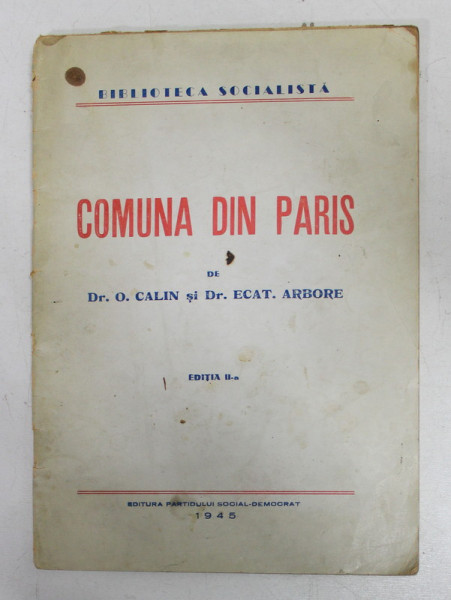 BIBLIOTECA SOCIALISTĂ
COMUNA DIN PARIS
DE
Dr. O. CALIN și Dr. ECAT. ARBORE
EDIȚIA II-a
EDITURA PARTIDULUI SOCIAL-DEMOCRAT
1945